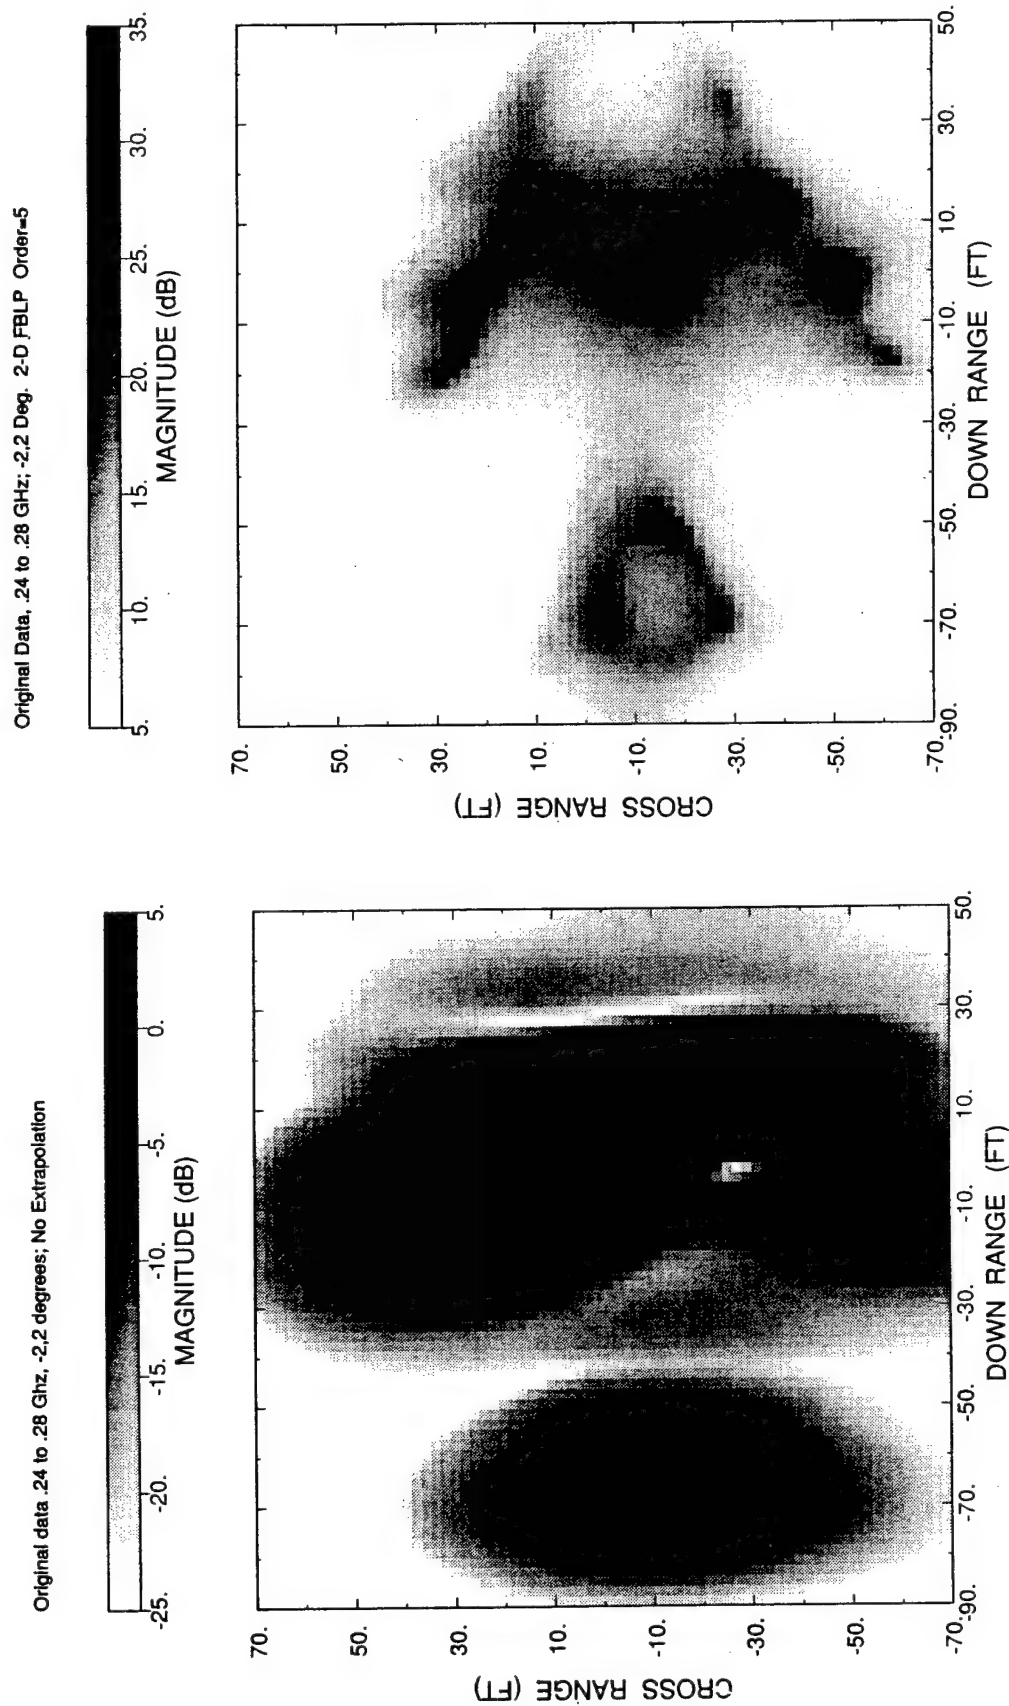 Original Data, .24 to .28 GHz; -2,2 Deg. 2-D FBLP Order=5
5. 10. 15. 20. 25. 30. 35.
MAGNITUDE (dB)
70.
50.
30.
10.
-10.
-30.
-50.
-70.
CROSS RANGE (FT)
-90. -70. -50. -30. -10. 10. 30. 50.
DOWN RANGE (FT)
Original data .24 to .28 Ghz, -2,2 degrees; No Extrapolation
-25. -20. -15. -10. -5. 0. 5.
MAGNITUDE (dB)
70.
50.
30.
10.
-10.
-30.
-50.
-70.
CROSS RANGE (FT)
-90. -70. -50. -30. -10. 10. 30. 50.
DOWN RANGE (FT)